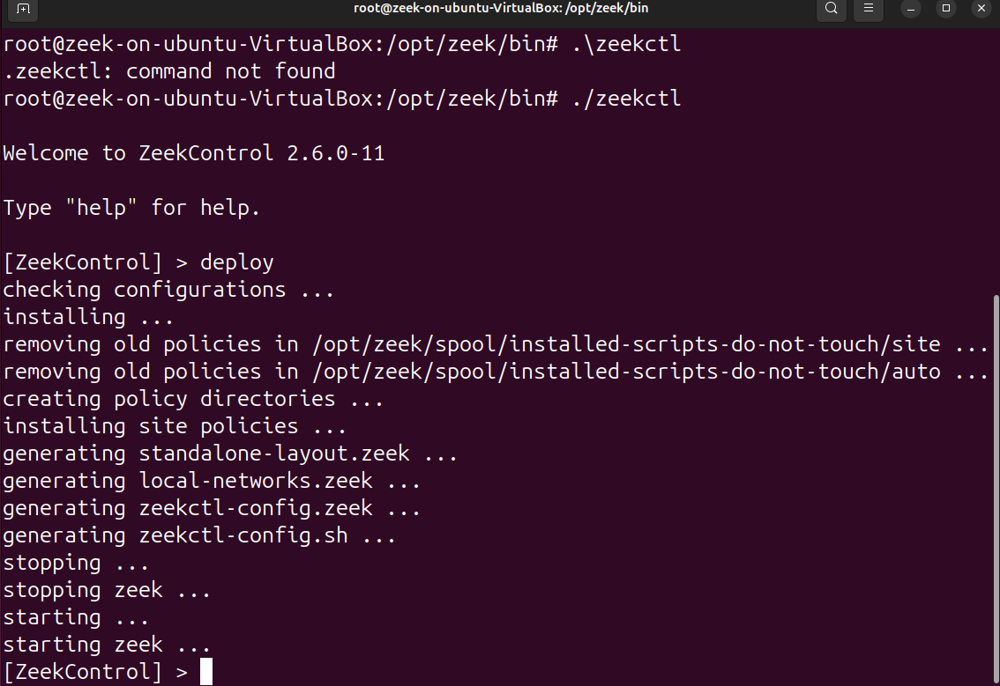 root@zeek-on-ubuntu-VirtualBox: /opt/zeek/bin
root@zeek-on-ubuntu-VirtualBox:/opt/zeek/bin# .\zeekctl
.zeekctl: command not found
root@zeek-on-ubuntu-VirtualBox:/opt/zeek/bin# ./zeekctl
Welcome to ZeekControl 2.6.0-11
Type "help" for help.
[ZeekControl] > deploy
checking configurations ...
installing ...
removing old policies in /opt/zeek/spool/installed-scripts-do-not-touch/site ...
removing old policies in /opt/zeek/spool/installed-scripts-do-not-touch/auto ...
creating policy directories ...
installing site policies ...
generating standalone-layout.zeek ...
generating local-networks.zeek ...
generating zeekctl-config.zeek ...
generating zeekctl-config.sh ...
stopping ...
stopping zeek ...
starting ...
starting zeek ...
[ZeekControl] >